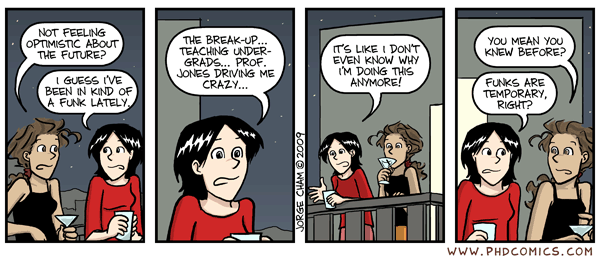 NOT FEELING
OPTIMISTIC ABOUT
THE FUTURE?
I GUESS I'VE
BEEN IN KIND OF
A FUNK LATELY.
THE BREAK-UP...
TEACHING UNDER-
GRADS... PROF.
JONES DRIVING ME
CRAZY...
JORGE CHAM © 2009
IT'S LIKE I DON'T
EVEN KNOW WHY
I'M DOING THIS
ANYMORE!
YOU MEAN YOU
KNEW BEFORE?
FUNKS ARE
TEMPORARY,
RIGHT?
WWW.PHDCOMICS.COM